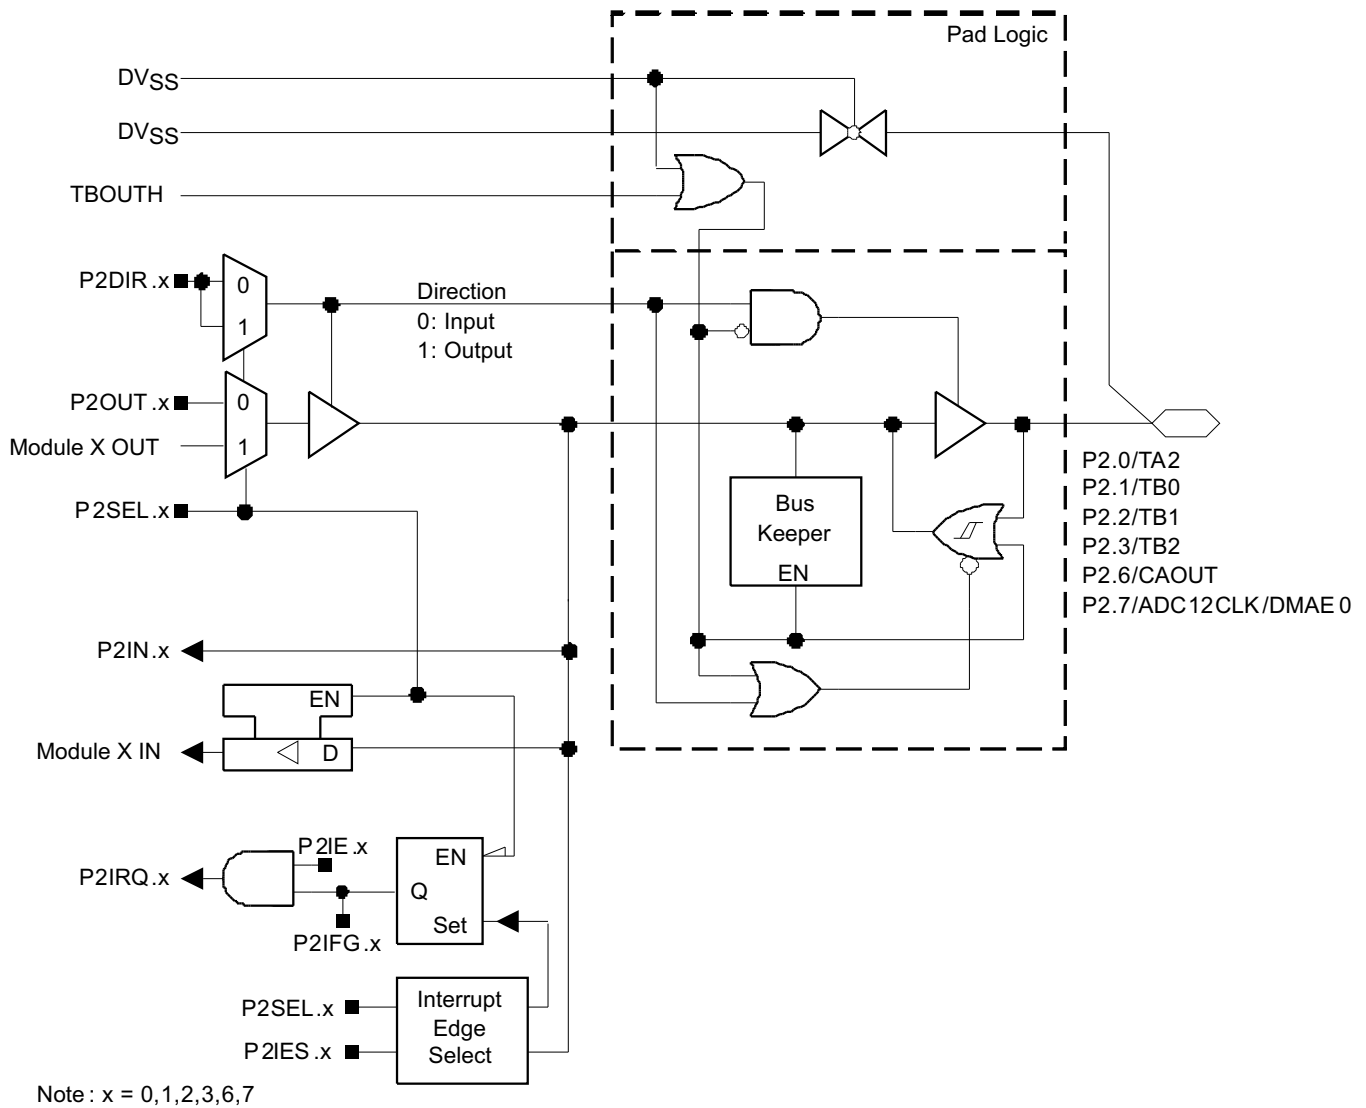 Pad Logic
DVSS
DVSS
TBOUTH
P2DIR.x
0
1
Direction
0: Input
1: Output
P2OUT.x
0
Module X OUT
1
P2SEL.x
Bus
Keeper
EN
P2.0/TA2
P2.1/TB0
P2.2/TB1
P2.3/TB2
P2.6/CAOUT
P2.7/ADC12CLK/DMAE0
P2IN.x
EN
Module X IN
D
P2IE.x
P2IRQ.x
EN
Q
Set
P2IFG.x
P2SEL.x
P2IES.x
Interrupt
Edge
Select
Note: x = 0,1,2,3,6,7